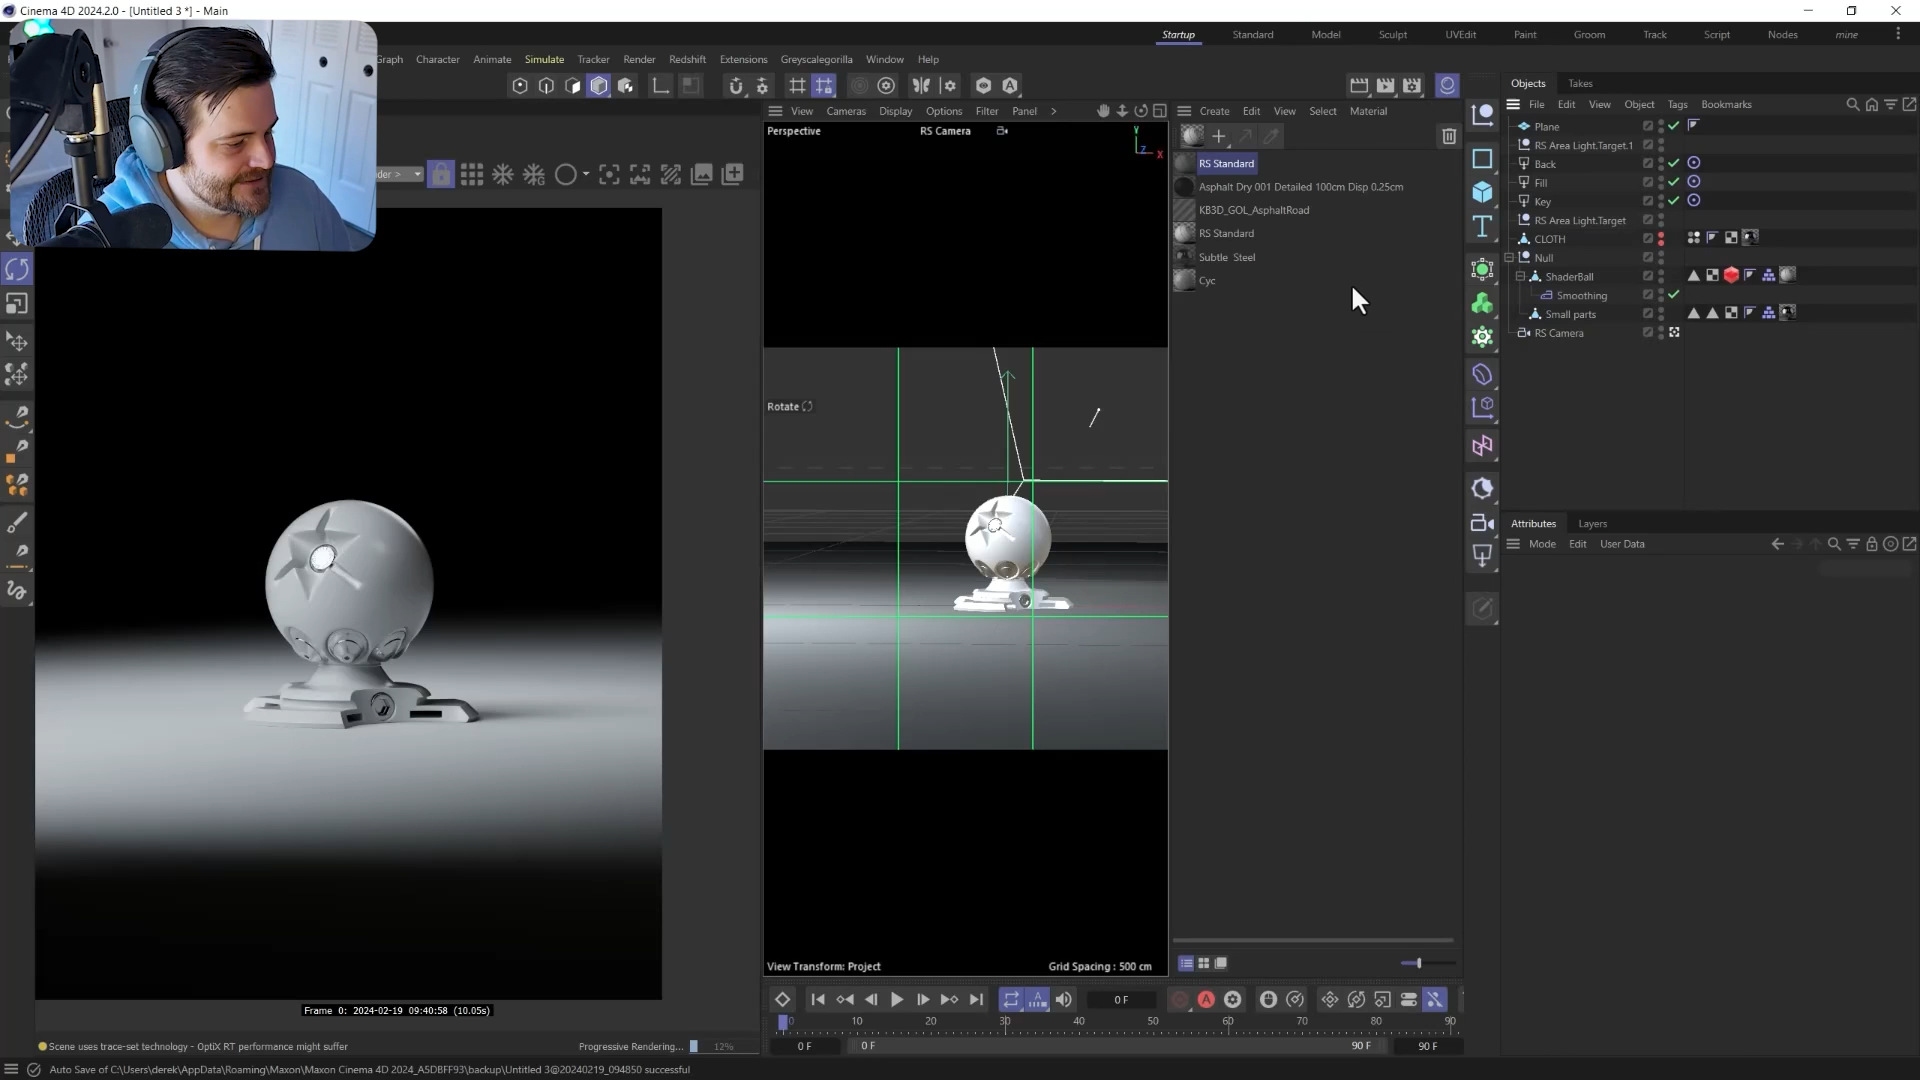 Cinema 4D 2024.2.0 - [Untitled 3 *] - Main
Startup Standard Model Sculpt UVEdit Paint Groom Track Script Nodes mine
Character Animate Simulate Tracker Render Redshift Extensions Greyscalegorilla Window Help
Objects Takes
File Edit View Object Tags Bookmarks
View Cameras Display Options Filter Panel >
Create Edit View Select Material
Perspective RS Camera
Y
Z X
Rotate
RS Standard
Asphalt Dry 001 Detailed 100cm Disp 0.25cm
KB3D_GOL_AsphaltRoad
RS Standard
Subtle Steel
Cyc
Plane
RS Area Light.Target.1
Back
Fill
Key
RS Area Light.Target
CLOTH
Null
ShaderBall
Smoothing
Small parts
RS Camera
Attributes Layers
Mode Edit User Data
View Transform: Project Grid Spacing : 500 cm
0 F
0 10 20 30 40 50 60 70 80 90
0 F 0 F 90 F 90 F
Frame 0: 2024-02-19 09:40:58 (10.05s)
Scene uses trace-set technology - OptiX RT performance might suffer
Progressive Rendering... 12%
Auto Save of C:\Users\derek\AppData\Roaming\Maxon\Maxon Cinema 4D 2024_A5DBFF93\backup\Untitled 3@20240219_094850 successful